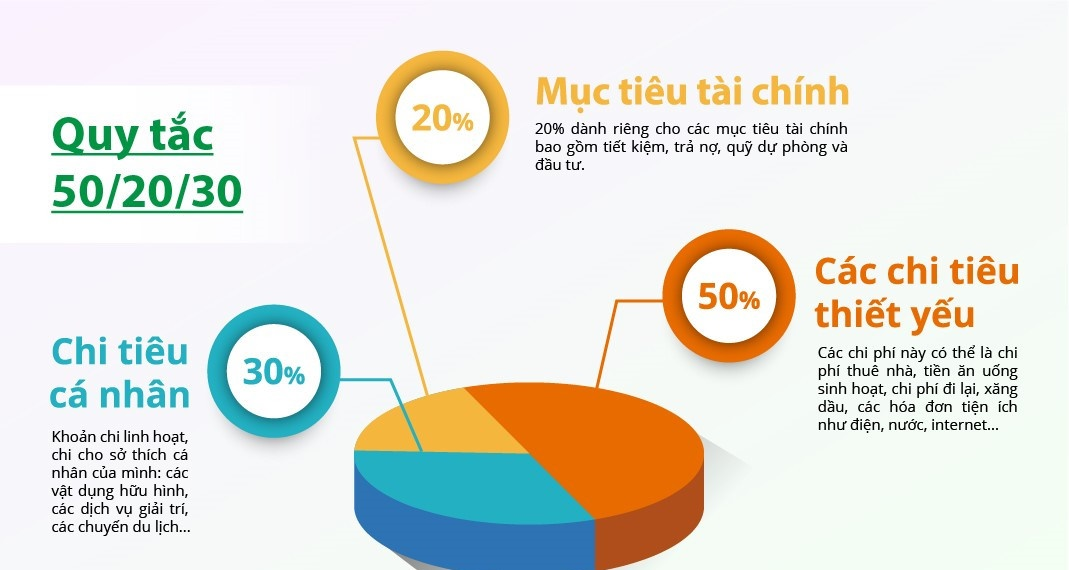 Quy tắc
50/20/30
20%
Mục tiêu tài chính
20% dành riêng cho các mục tiêu tài chính
bao gồm tiết kiệm, trả nợ, quỹ dự phòng và
đầu tư.
50%
Các chi tiêu
thiết yếu
Các chi phí này có thể là chi
phí thuê nhà, tiền ăn uống
sinh hoạt, chi phí đi lại, xăng
dầu, các hóa đơn tiện ích
như điện, nước, internet...
Chi tiêu
cá nhân
30%
Khoản chi linh hoạt,
chi cho sở thích cá
nhân của mình: các
vật dụng hữu hình,
các dịch vụ giải trí,
các chuyến du lịch...